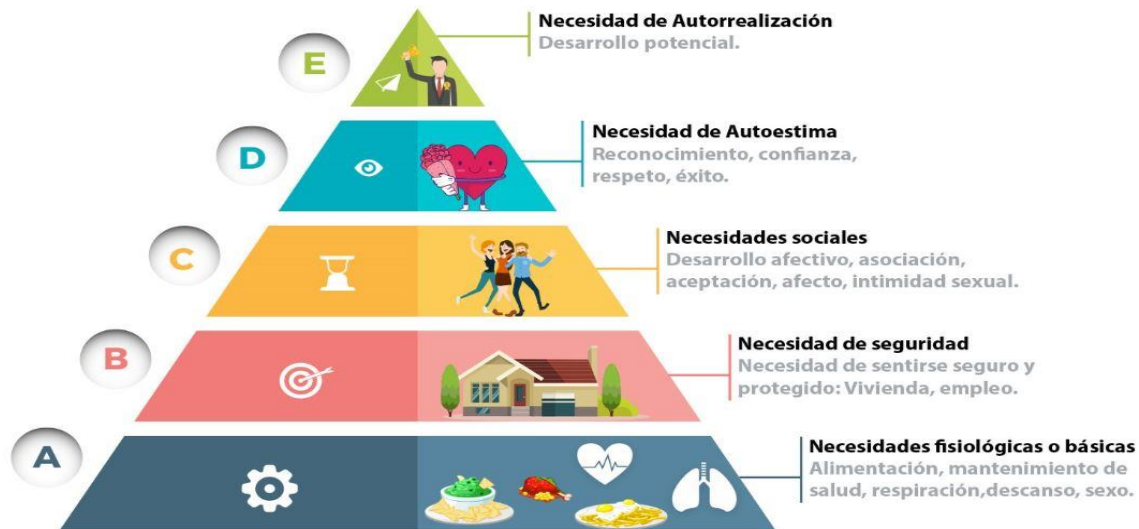 E
Necesidad de Autorrealización
Desarrollo potencial.
D
Necesidad de Autoestima
Reconocimiento, confianza,
respeto, éxito.
C
Necesidades sociales
Desarrollo afectivo, asociación,
aceptación, afecto, intimidad sexual.
B
Necesidad de seguridad
Necesidad de sentirse seguro y
protegido: Vivienda, empleo.
A
Necesidades fisiológicas o básicas
Alimentación, mantenimiento de
salud, respiración,descanso, sexo.